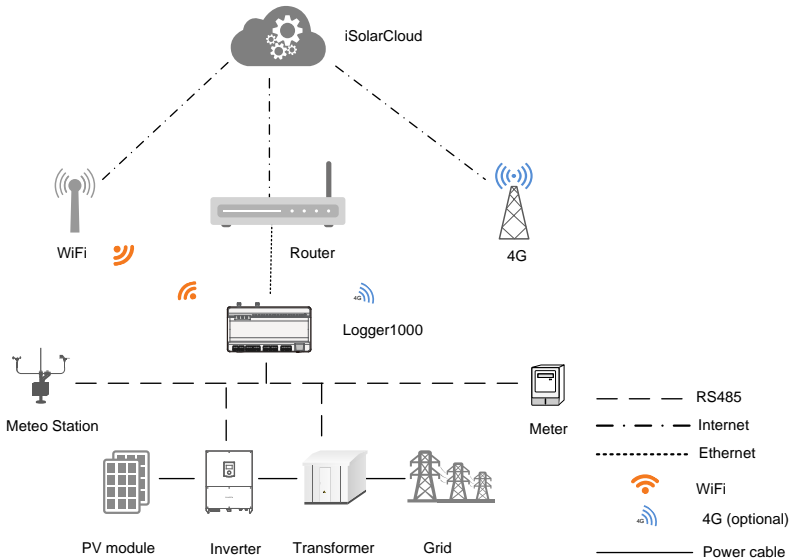 iSolarCloud
WiFi
Router
4G
4G
Logger1000
Meteo Station
Meter
RS485
Internet
Ethernet
WiFi
4G
4G (optional)
Power cable
PV module
Inverter
Transformer
Grid